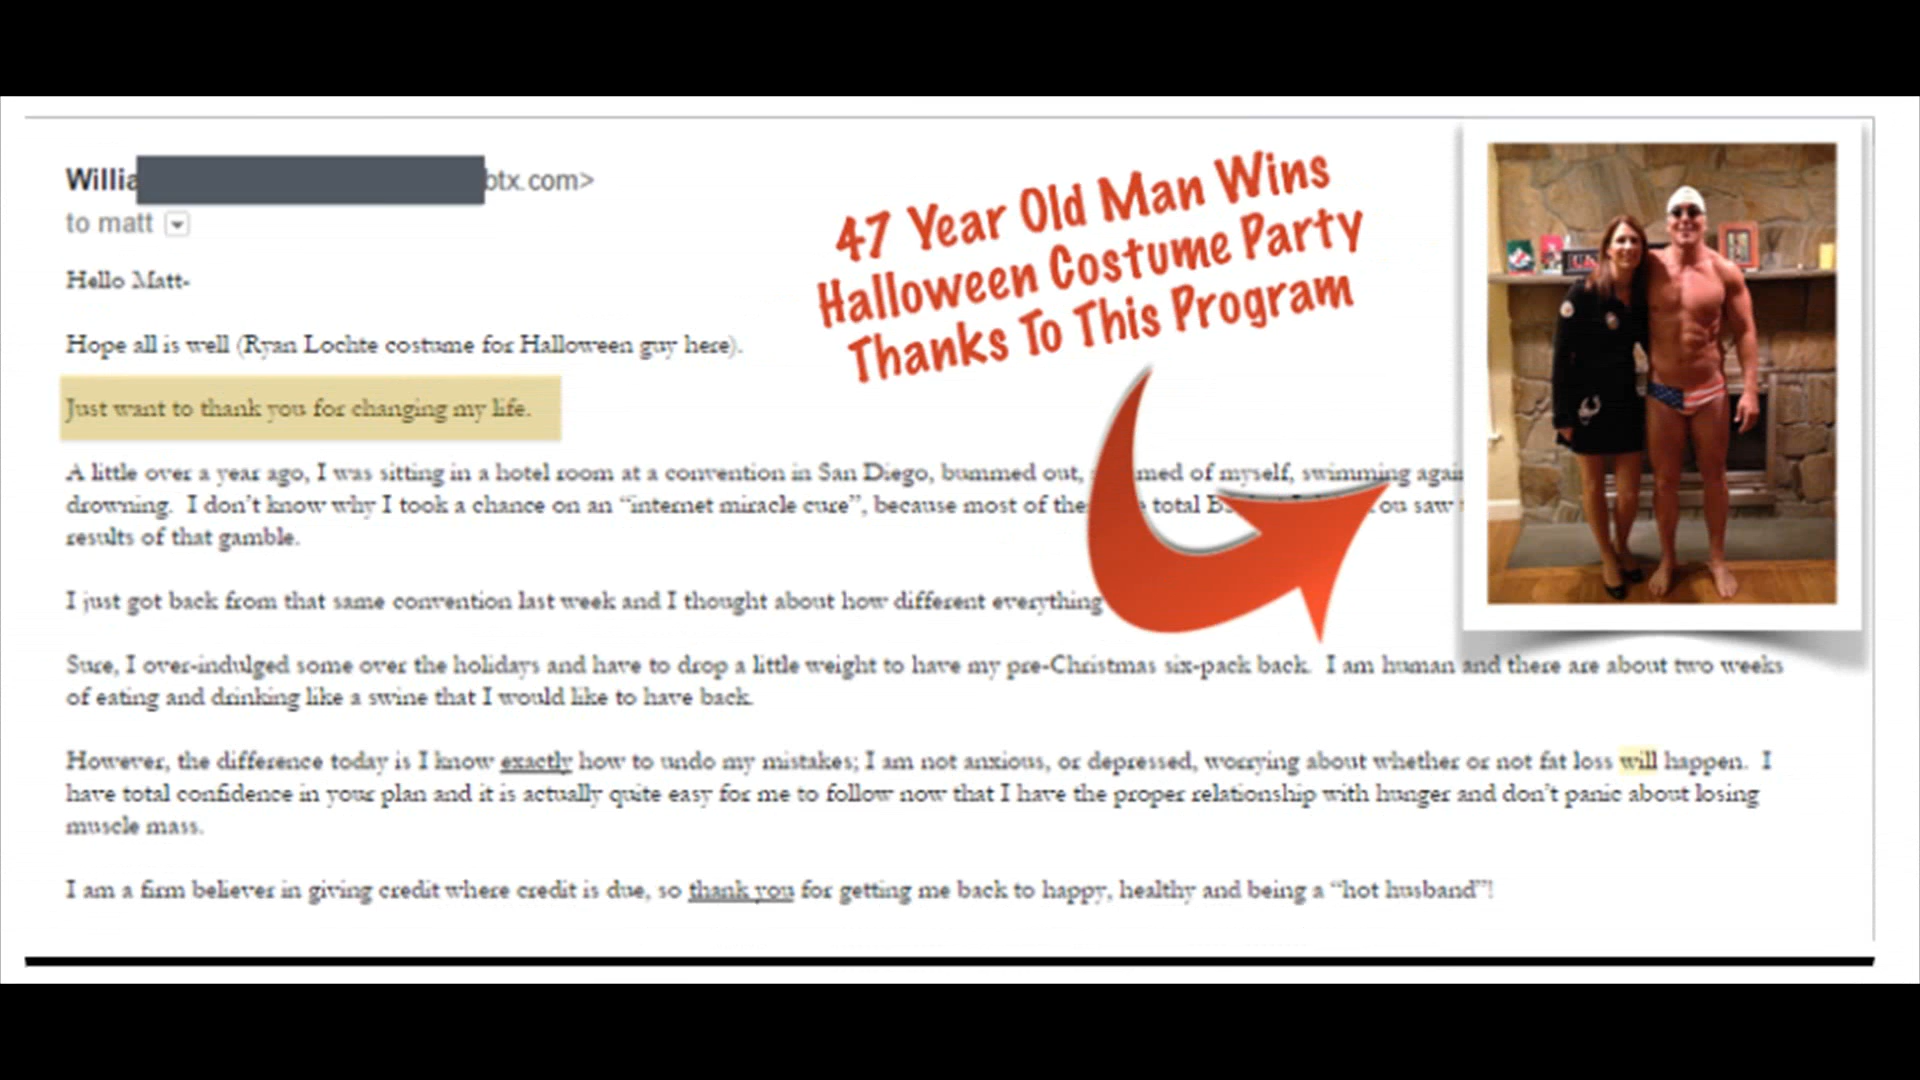 Willia btx.com>
to matt
Hello Matt-
Hope all is well (Ryan Lochte costume for Halloween guy here).
Just want to thank you for changing my life.
47 Year Old Man Wins
Halloween Costume Party
Thanks To This Program
A little over a year ago, I was sitting in a hotel room at a convention in San Diego, bummed out, med of myself, swimming
drowning. I don't know why I took a chance on an "internet miracle cure", because most of total saw
results of that gamble.
I just got back from that same convention last week and I thought about how different everything
Sure, I over-indulged some over the holidays and have to drop a little weight to have my pre-Christmas six-pack back. I am human and there are about two weeks
of eating and drinking like a swine that I would like to have back.
However, the difference today is I know exactly how to undo my mistakes; I am not anxious, or depressed, worrying about whether or not fat loss will happen. I
have total confidence in your plan and it is actually quite easy for me to follow now that I have the proper relationship with hunger and don't panic about losing
muscle mass.
I am a firm believer in giving credit where credit is due, so thank you for getting me back to happy, healthy and being a "hot husband"!